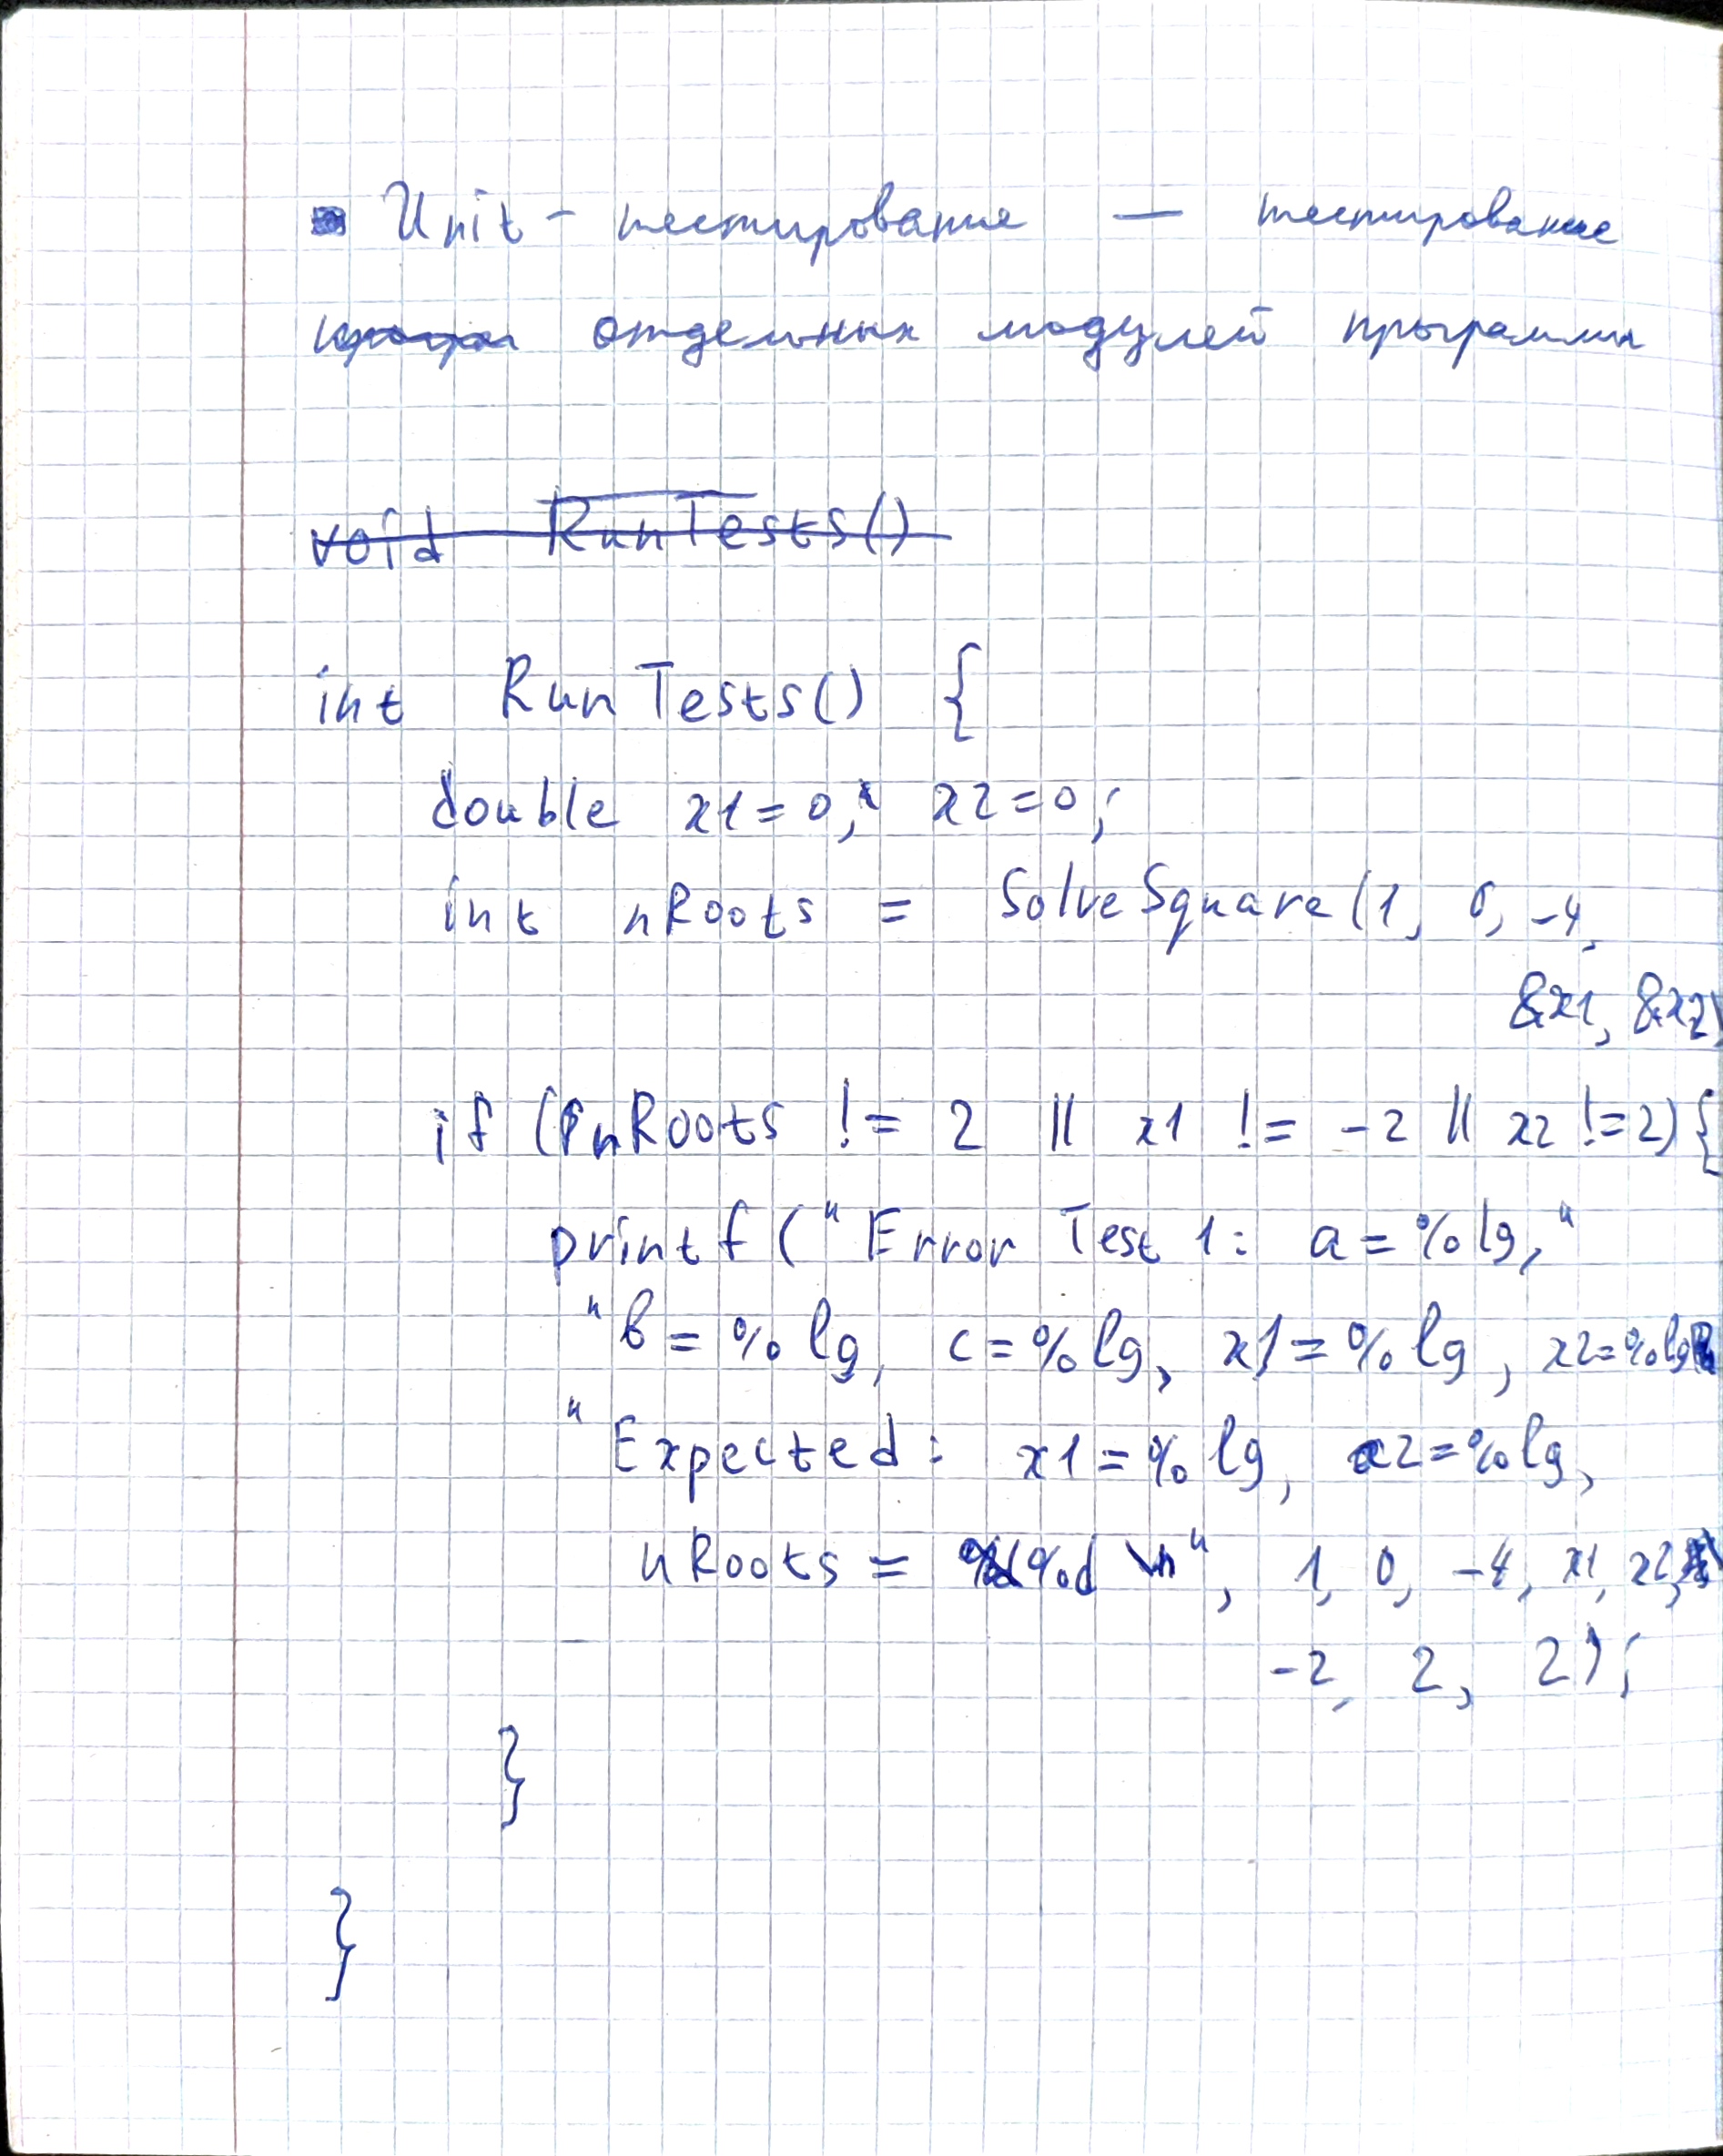 Unit - тестирование — тестирование
отдельных модулей программы
void RunTests()
int RunTests() {
double x1=0, x2=0;
int nRoots = SolveSquare(1, 0, -4,
&x1, &x2)
if (nRoots != 2 || x1 != -2 || x2 !=2) {
printf ("Error Test 1: a=%lg,"
"b = %lg, c=%lg, x1=%lg, x2=%lg
"Expected: x1=%lg, x2=%lg,
nRoots = %d \n", 1, 0, -4, x1, x2,
-2, 2, 2);
}
}